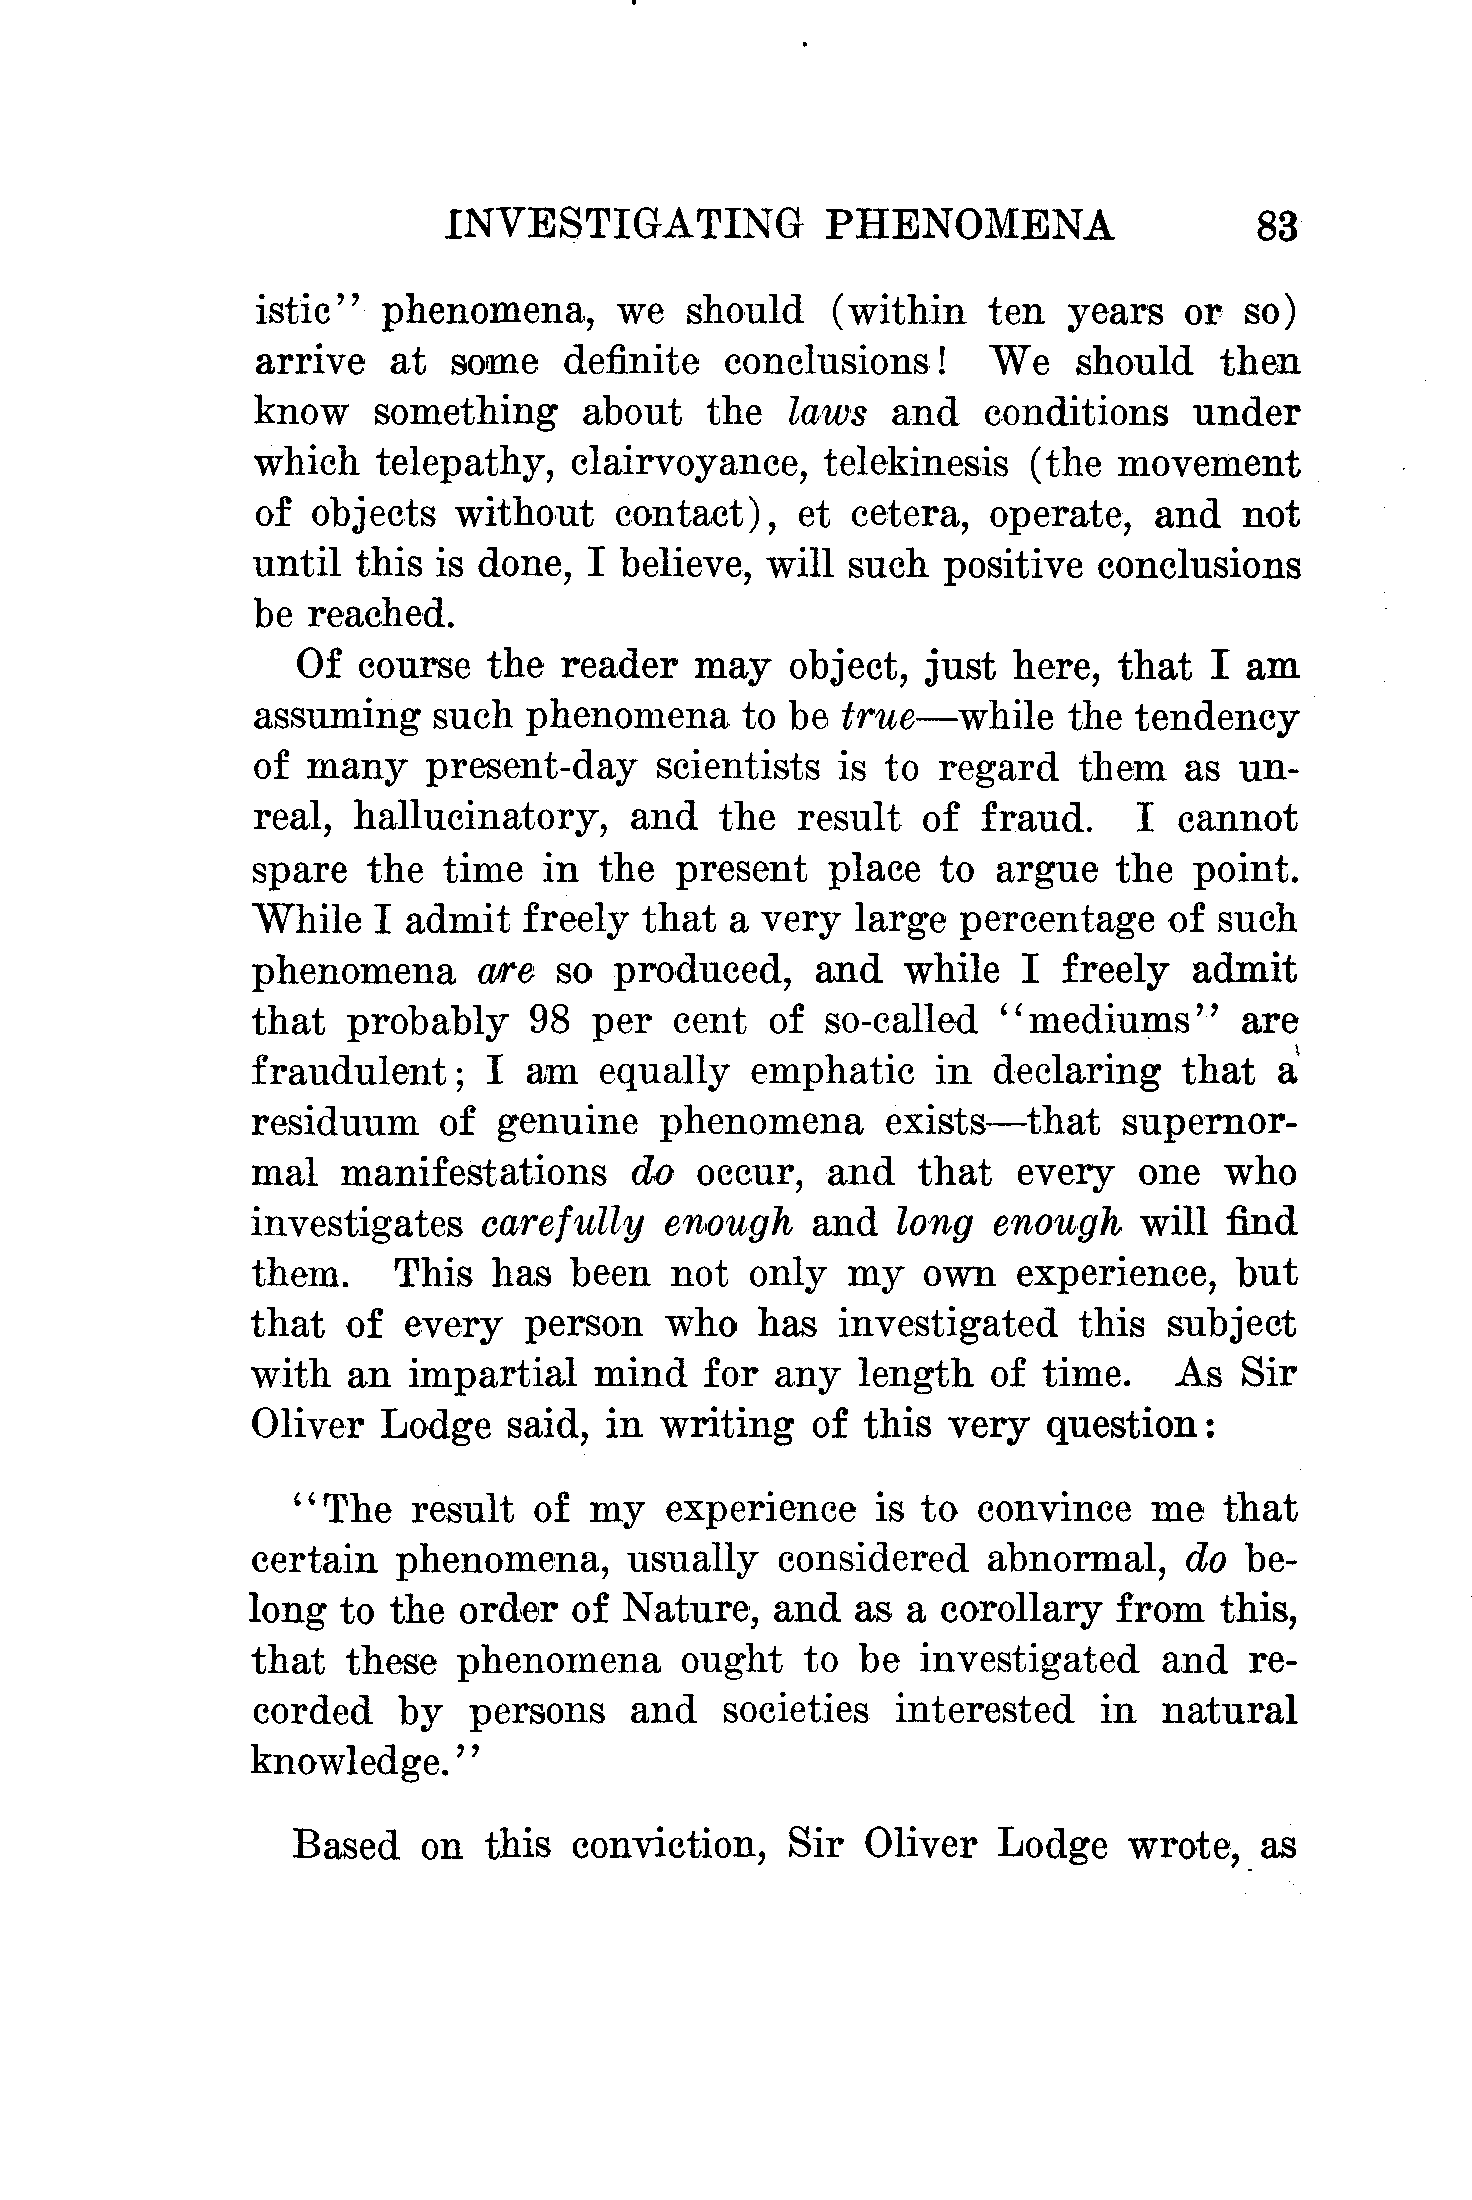 INVESTIGATING PHENOMENA 83
istic" phenomena, we should (within ten years or so)
arrive at some definite conclusions! We should then
know something about the laws and conditions under
which telepathy, clairvoyance, telekinesis (the movement
of objects without contact), et cetera, operate, and not
until this is done, I believe, will such positive conclusions
be reached.
Of course the reader may object, just here, that I am
assuming such phenomena to be true—while the tendency
of many present-day scientists is to regard them as un-
real, hallucinatory, and the result of fraud. I cannot
spare the time in the present place to argue the point.
While I admit freely that a very large percentage of such
phenomena are so produced, and while I freely admit
that probably 98 per cent of so-called "mediums" are
fraudulent; I am equally emphatic in declaring that a
residuum of genuine phenomena exists—that supernor-
mal manifestations do occur, and that every one who
investigates carefully enough and long enough will find
them. This has been not only my own experience, but
that of every person who has investigated this subject
with an impartial mind for any length of time. As Sir
Oliver Lodge said, in writing of this very question:
"The result of my experience is to convince me that
certain phenomena, usually considered abnormal, do be-
long to the order of Nature, and as a corollary from this,
that these phenomena ought to be investigated and re-
corded by persons and societies interested in natural
knowledge."
Based on this conviction, Sir Oliver Lodge wrote, as